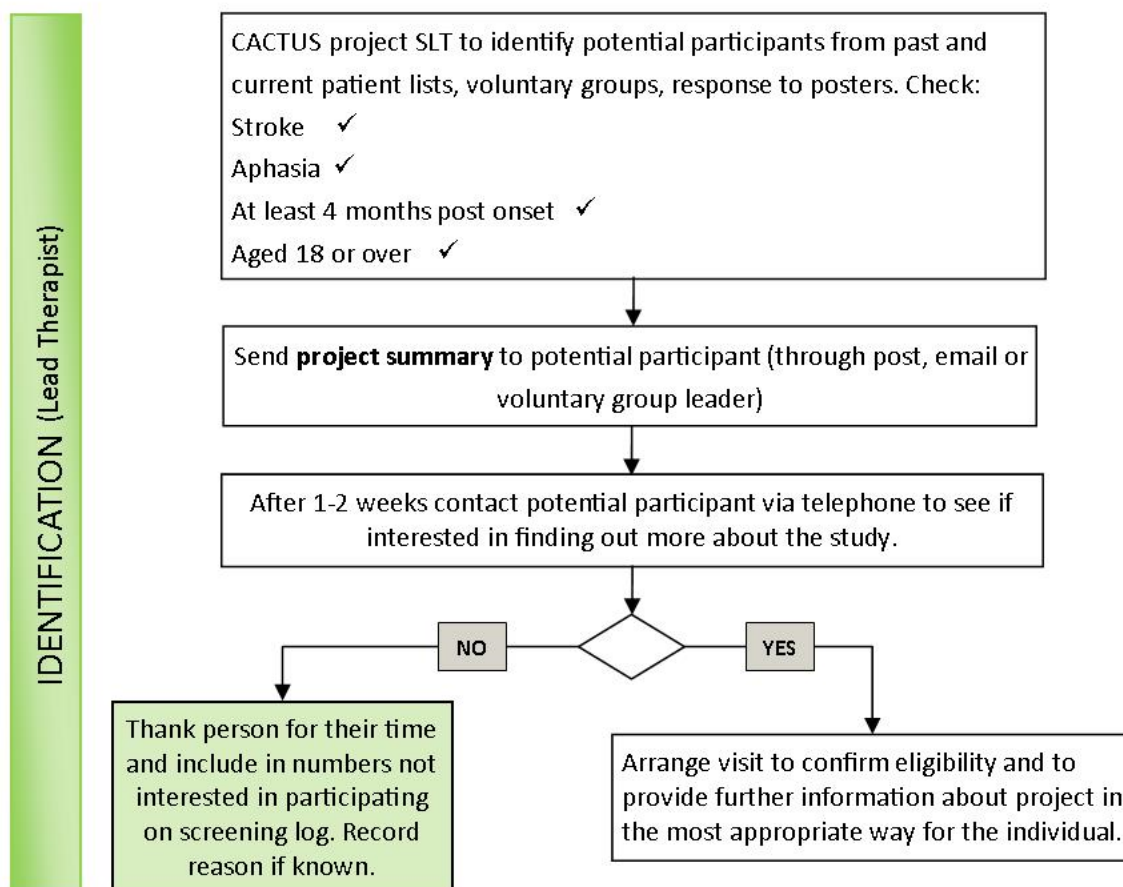 IDENTIFICATION (Lead Therapist)
CACTUS project SLT to identify potential participants from past and
current patient lists, voluntary groups, response to posters. Check:
Stroke ✓
Aphasia ✓
At least 4 months post onset ✓
Aged 18 or over ✓
Send project summary to potential participant (through post, email or
voluntary group leader)
After 1-2 weeks contact potential participant via telephone to see if
interested in finding out more about the study.
NO
YES
Thank person for their time
and include in numbers not
interested in participating
on screening log. Record
reason if known.
Arrange visit to confirm eligibility and to
provide further information about project in
the most appropriate way for the individual.